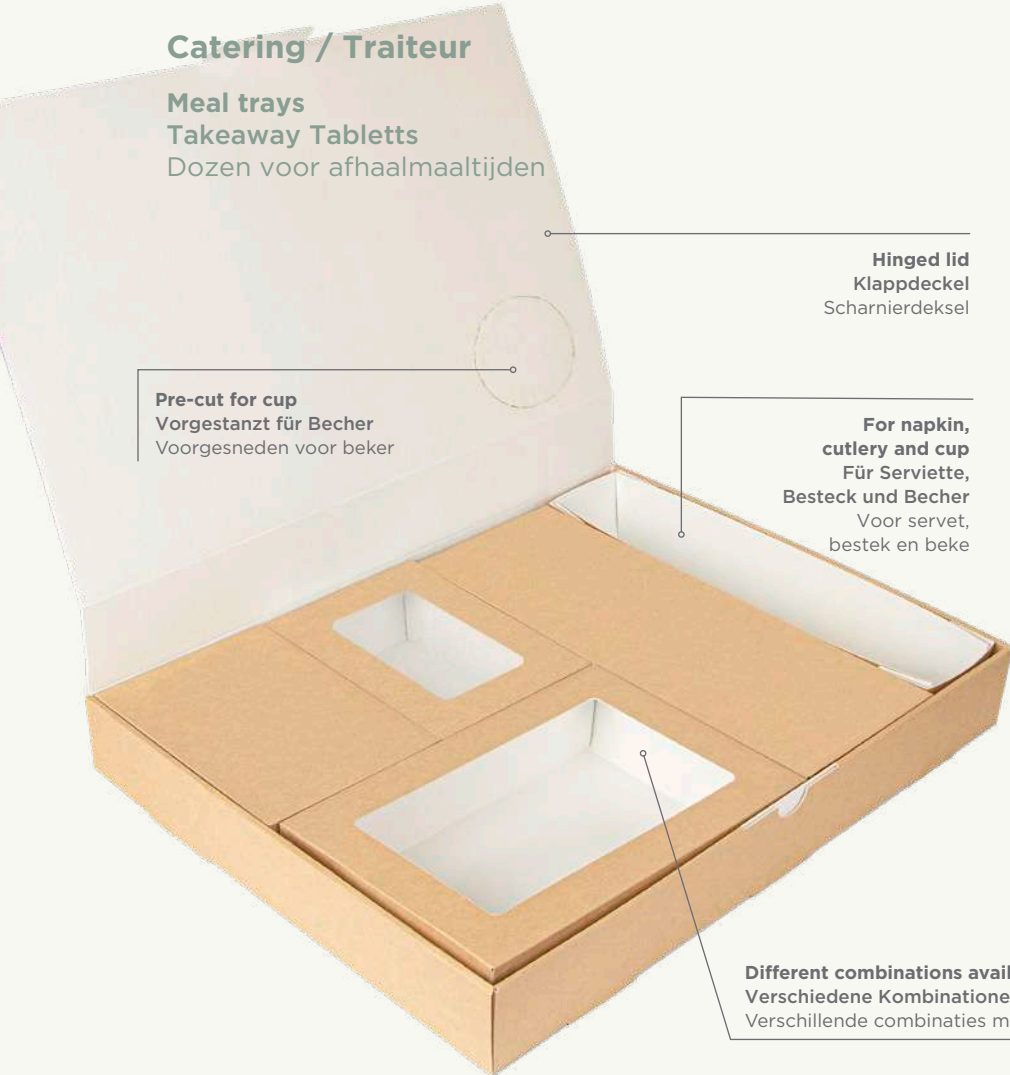 Catering / Traiteur
Meal trays
Takeaway Tabletts
Dozen voor afhaalmaaltijden
Hinged lid
Klappdeckel
Scharnierdeksel
Pre-cut for cup
Vorgestanzt für Becher
Voorgesneden voor beker
For napkin,
cutlery and cup
Für Serviette,
Besteck und Becher
Voor servet,
bestek en beke
Different combinations avail
Verschiedene Kombinatione
Verschillende combinaties m